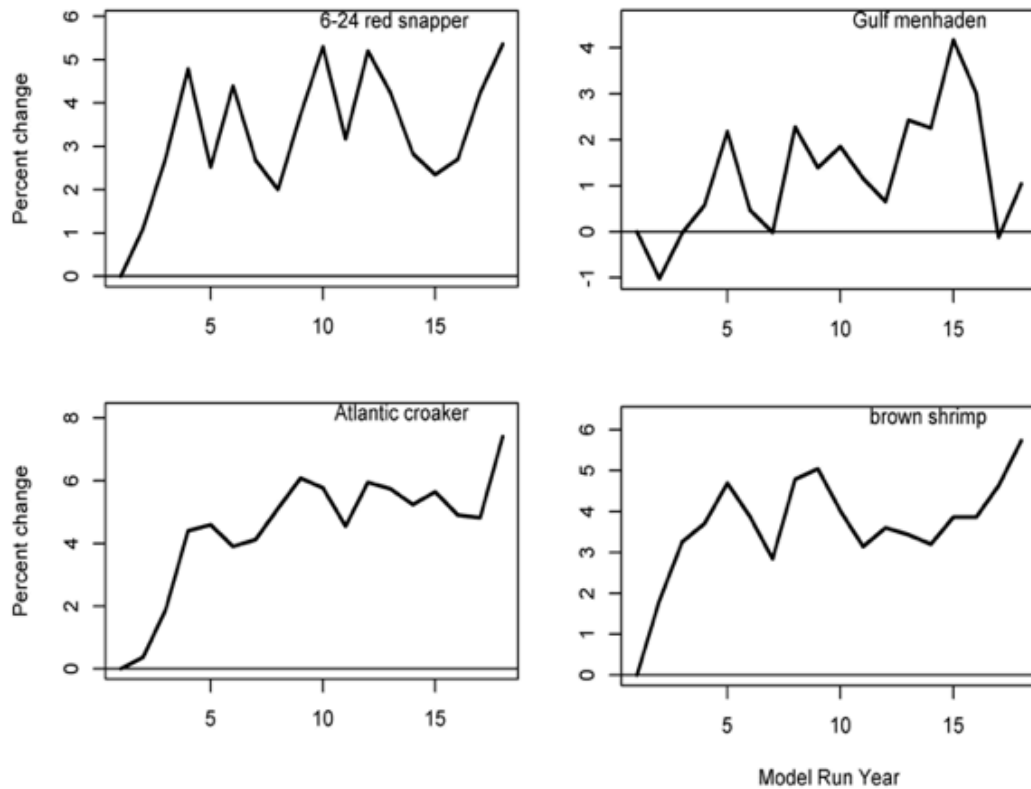 6-24 red snapper
Percent change
6
5
4
3
2
1
0
5 10 15
Gulf menhaden
4
3
2
1
0
-1
5 10 15
Atlantic croaker
Percent change
8
6
4
2
0
5 10 15
brown shrimp
6
5
4
3
2
1
0
5 10 15
Model Run Year